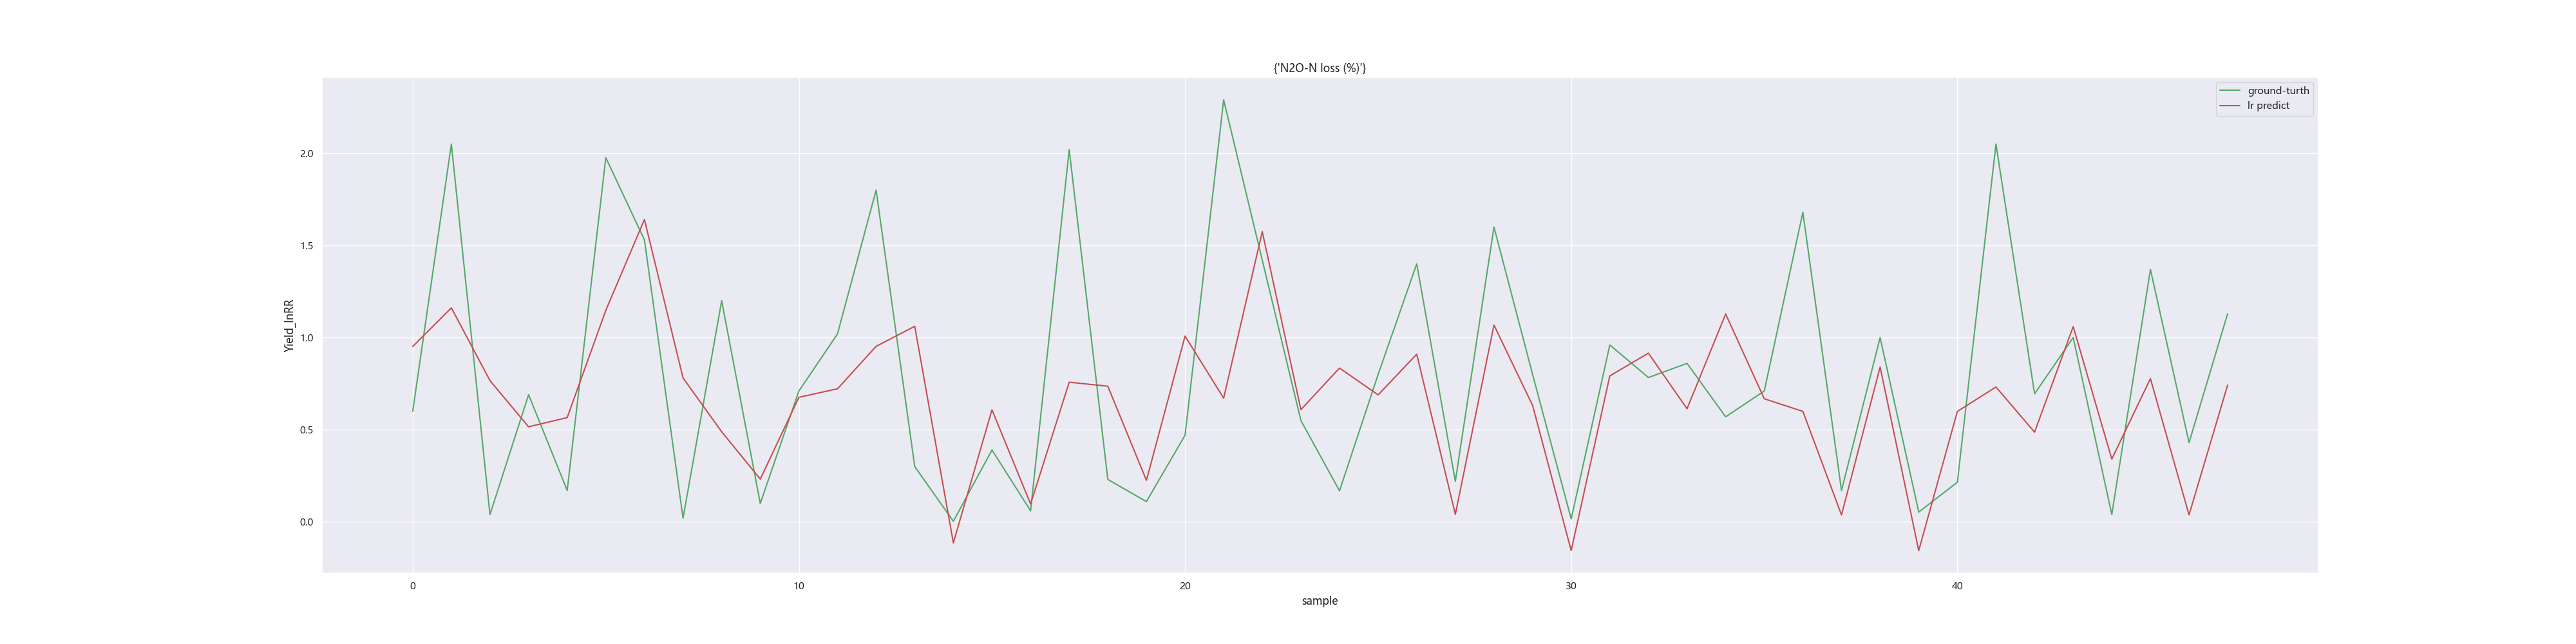 {'N2O-N loss (%)'}
ground-turth
lr predict
Yield_lnRR
2.0
1.5
1.0
0.5
0.0
0 10 20 30 40
sample